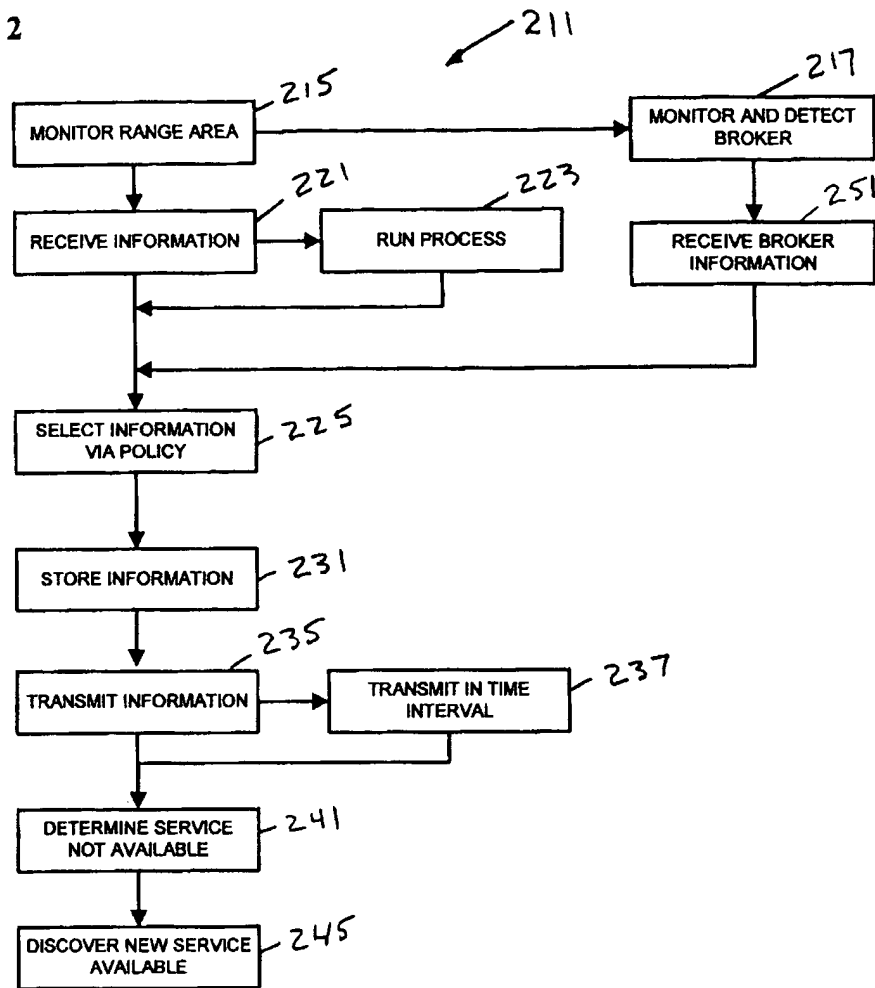 2
211
215
217
MONITOR RANGE AREA
MONITOR AND DETECT
BROKER
221
223
251
RECEIVE INFORMATION
RUN PROCESS
RECEIVE BROKER
INFORMATION
SELECT INFORMATION
VIA POLICY
225
STORE INFORMATION
231
235
TRANSMIT INFORMATION
TRANSMIT IN TIME
INTERVAL
237
DETERMINE SERVICE
NOT AVAILABLE
241
DISCOVER NEW SERVICE
AVAILABLE
245